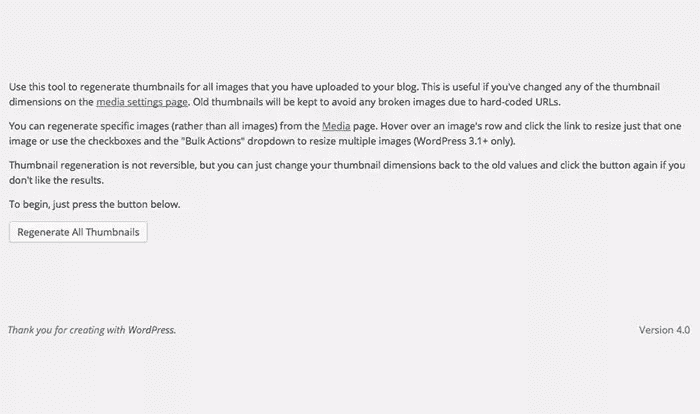 Use this tool to regenerate thumbnails for all images that you have uploaded to your blog. This is useful if you've changed any of the thumbnail
dimensions on the media settings page. Old thumbnails will be kept to avoid any broken images due to hard-coded URLs.
You can regenerate specific images (rather than all images) from the Media page. Hover over an image's row and click the link to resize just that one
image or use the checkboxes and the "Bulk Actions" dropdown to resize multiple images (WordPress 3.1+ only).
Thumbnail regeneration is not reversible, but you can just change your thumbnail dimensions back to the old values and click the button again if you
don't like the results.
To begin, just press the button below.
Regenerate All Thumbnails
Thank you for creating with WordPress.
Version 4.0